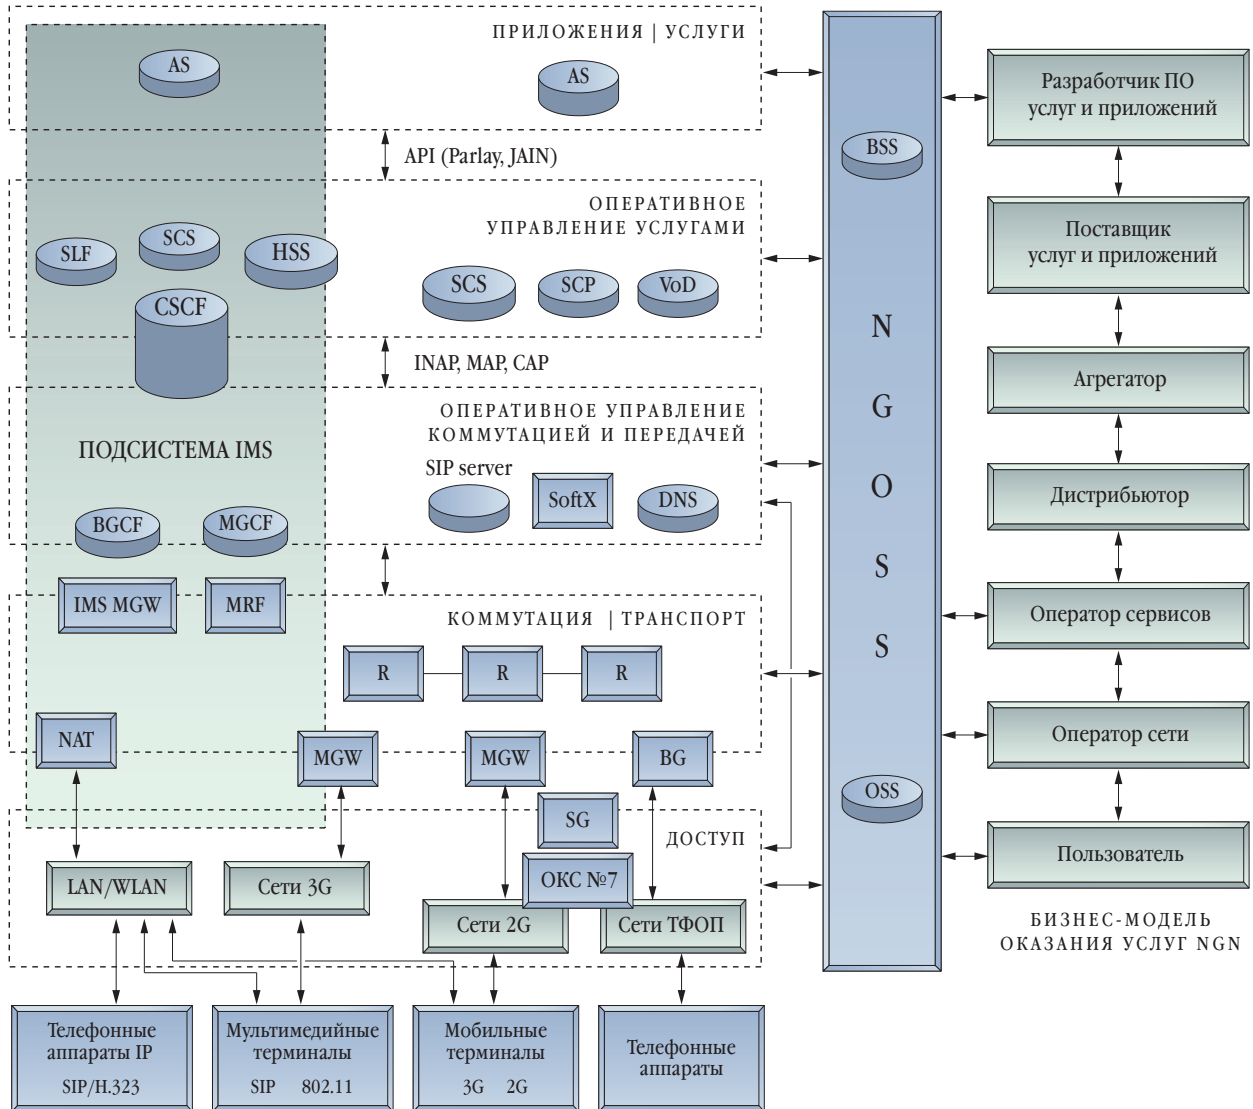 ПРИЛОЖЕНИЯ | УСЛУГИ
AS
AS
API (Parlay, JAIN)
ОПЕРАТИВНОЕ
УПРАВЛЕНИЕ УСЛУГАМИ
SLF
SCS
HSS
CSCF
SCS
SCP
VoD
INAP, MAP, CAP
ОПЕРАТИВНОЕ УПРАВЛЕНИЕ
КОММУТАЦИЕЙ И ПЕРЕДАЧЕЙ
ПОДСИСТЕМА IMS
SIP server
SoftX
DNS
BGCF
MGCF
IMS MGW
MRF
КОММУТАЦИЯ | ТРАНСПОРТ
R
R
R
NAT
MGW
MGW
BG
SG
ДОСТУП
ОКС №7
LAN/WLAN
Сети 3G
Сети 2G
Сети ТФОП
Телефонные
аппараты IP
SIP/H.323
Мультимедийные
терминалы
SIP 802.11
Мобильные
терминалы
3G 2G
Телефонные
аппараты
BSS
N
G
O
S
S
OSS
Разработчик ПО
услуг и приложений
Поставщик
услуг и приложений
Агрегатор
Дистрибьютор
Оператор сервисов
Оператор сети
Пользователь
БИЗНЕС-МОДЕЛЬ
ОКАЗАНИЯ УСЛУГ NGN